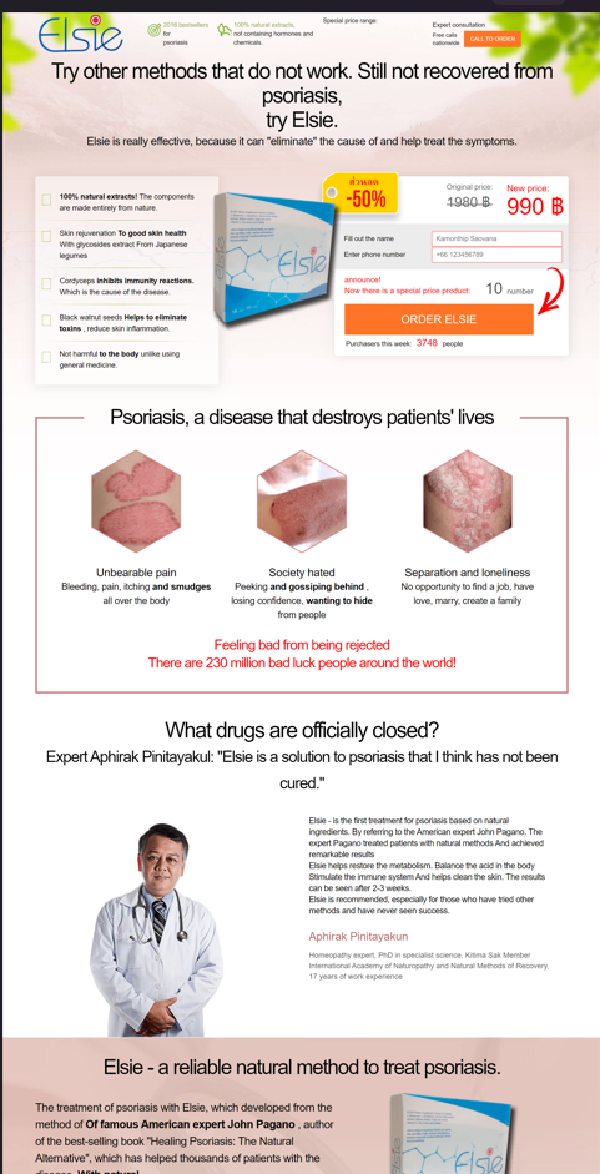 Elsie
2016 bestsellers
for
psoriasis
100% natural extracts,
not containing hormones and
chemicals.
Special price range:
Expert consultation
Free calls
nationwide
CALL TO ORDER
Try other methods that do not work. Still not recovered from
psoriasis,
try Elsie.
Elsie is really effective, because it can "eliminate" the cause of and help treat the symptoms.
100% natural extracts! The components
are made entirely from nature.
Skin rejuvenation To good skin health
With glycosides extract From Japanese
legumes
Cordyceps inhibits immunity reactions.
Which is the cause of the disease.
Black walnut seeds Helps to eliminate
toxins , reduce skin inflammation.
Not harmful to the body unlike using
general medicine.
Elsie
ส่วนลด
-50%
Original price:
1980 ฿
New price:
990 ฿
Fill out the name
Kamonthip Saovana
Enter phone number
+66 123456789
announce!
Now there is a special price product:
10 number
ORDER ELSIE
Purchasers this week: 3748 people
Psoriasis, a disease that destroys patients' lives
Unbearable pain
Bleeding, pain, itching and smudges
all over the body
Society hated
Peeking and gossiping behind ,
losing confidence, wanting to hide
from people
Separation and loneliness
No opportunity to find a job, have
love, marry, create a family
Feeling bad from being rejected
There are 230 million bad luck people around the world!
What drugs are officially closed?
Expert Aphirak Pinitayakul: "Elsie is a solution to psoriasis that I think has not been
cured."
Elsie - is the first treatment for psoriasis based on natural
ingredients. By referring to the American expert John Pagano. The
expert Pagano treated patients with natural methods And achieved
remarkable results
Elsie helps restore the metabolism. Balance the acid in the body
Stimulate the immune system And helps clean the skin. The results
can be seen after 2-3 weeks.
Elsie is recommended, especially for those who have tried other
methods and have never seen success.
Aphirak Pinitayakun
Homeopathy expert, PhD in specialist science, Kitima Sak Member
International Academy of Naturopathy and Natural Methods of Recovery,
17 years of work experience
Elsie - a reliable natural method to treat psoriasis.
The treatment of psoriasis with Elsie, which developed from the
method of Of famous American expert John Pagano , author
of the best-selling book "Healing Psoriasis: The Natural
Alternative", which has helped thousands of patients with the
disease. With natural